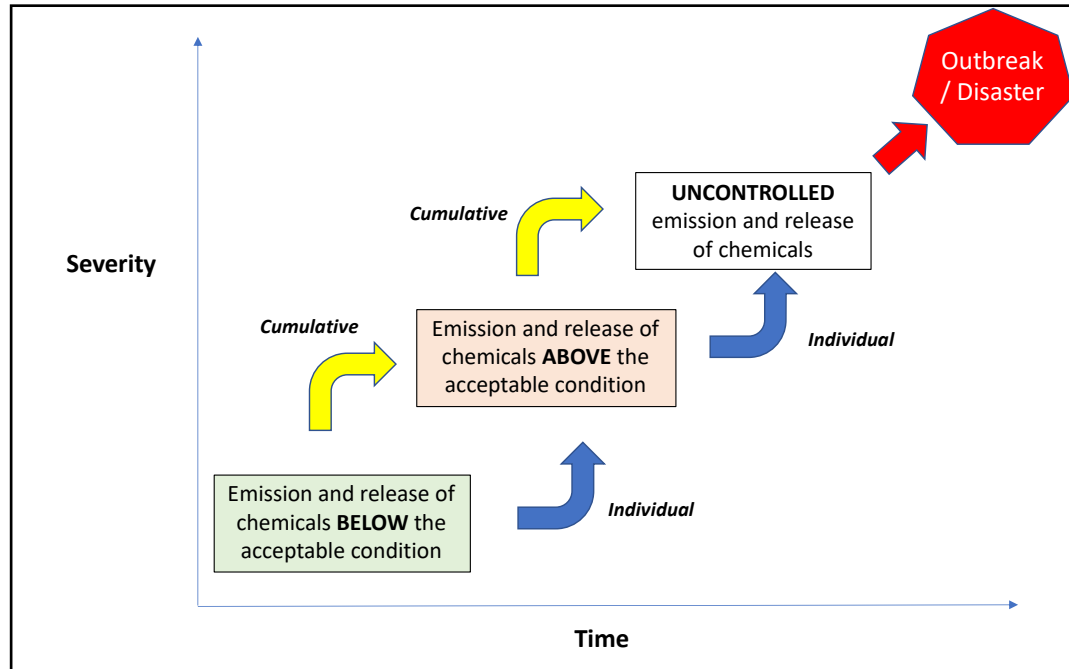 Outbreak
/ Disaster
UNCONTROLLED
emission and release
of chemicals
Cumulative
Severity
Emission and release of
chemicals ABOVE the
acceptable condition
Cumulative
Individual
Emission and release of
chemicals BELOW the
acceptable condition
Individual
Time